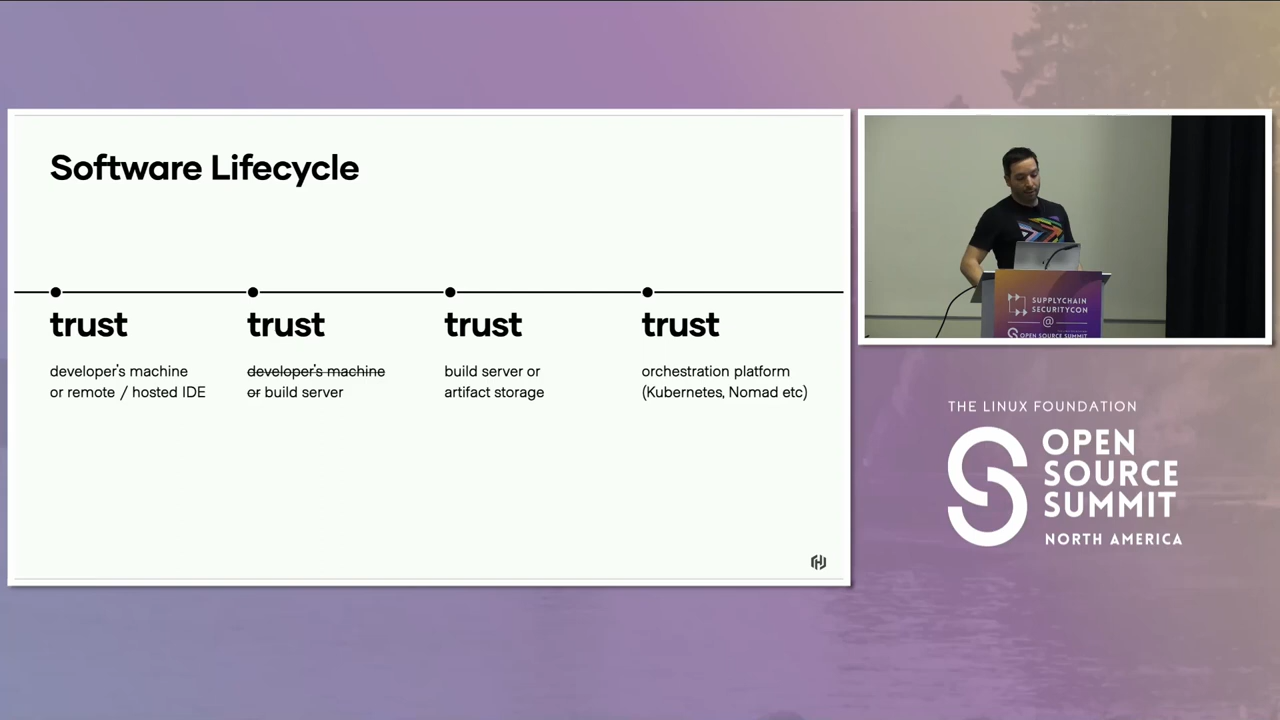 Software Lifecycle
trust
developer's machine
or remote / hosted IDE
trust
developer's machine
or build server
trust
build server or
artifact storage
trust
orchestration platform
(Kubernetes, Nomad etc)
SUPPLYCHAIN
SECURITYCON
@
OPEN SOURCE SUMMIT
THE LINUX FOUNDATION
OPEN
SOURCE
SUMMIT
NORTH AMERICA